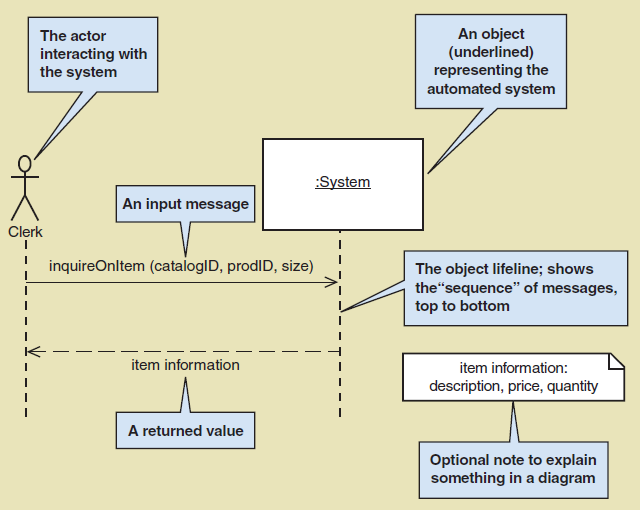 The actor
interacting with
the system
An object
(underlined)
representing the
automated system
:System
An input message
Clerk
inquireOnItem (catalogID, prodID, size)
The object lifeline; shows
the“sequence” of messages,
top to bottom
item information
item information:
description, price, quantity
A returned value
Optional note to explain
something in a diagram